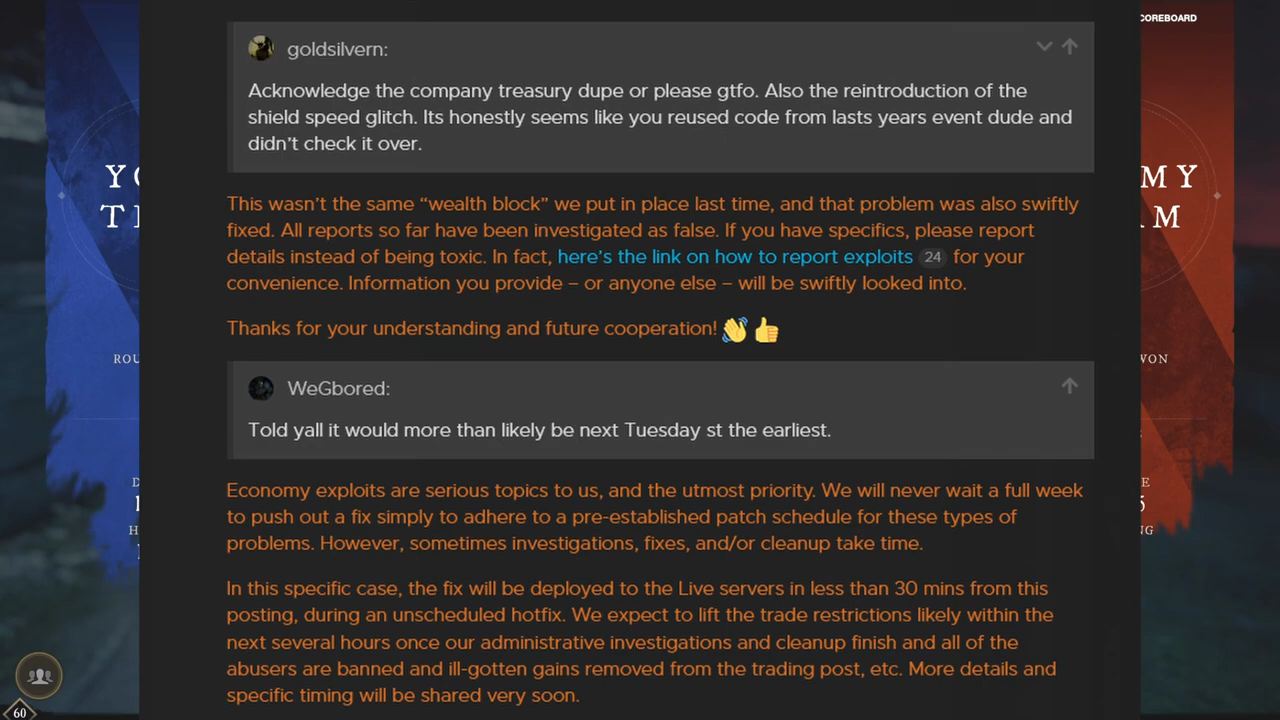 COREBOARD
goldsilvern:
Acknowledge the company treasury dupe or please gtfo. Also the reintroduction of the
shield speed glitch. Its honestly seems like you reused code from lasts years event dude and
didn't check it over.
This wasn't the same “wealth block” we put in place last time, and that problem was also swiftly
fixed. All reports so far have been investigated as false. If you have specifics, please report
details instead of being toxic. In fact, here's the link on how to report exploits 24 for your
convenience. Information you provide – or anyone else – will be swiftly looked into.
Thanks for your understanding and future cooperation! 👋 👍
WeGbored:
Told yall it would more than likely be next Tuesday st the earliest.
Economy exploits are serious topics to us, and the utmost priority. We will never wait a full week
to push out a fix simply to adhere to a pre-established patch schedule for these types of
problems. However, sometimes investigations, fixes, and/or cleanup take time.
In this specific case, the fix will be deployed to the Live servers in less than 30 mins from this
posting, during an unscheduled hotfix. We expect to lift the trade restrictions likely within the
next several hours once our administrative investigations and cleanup finish and all of the
abusers are banned and ill-gotten gains removed from the trading post, etc. More details and
specific timing will be shared very soon.
YO
MY
AM
ROU
WON
NG
60